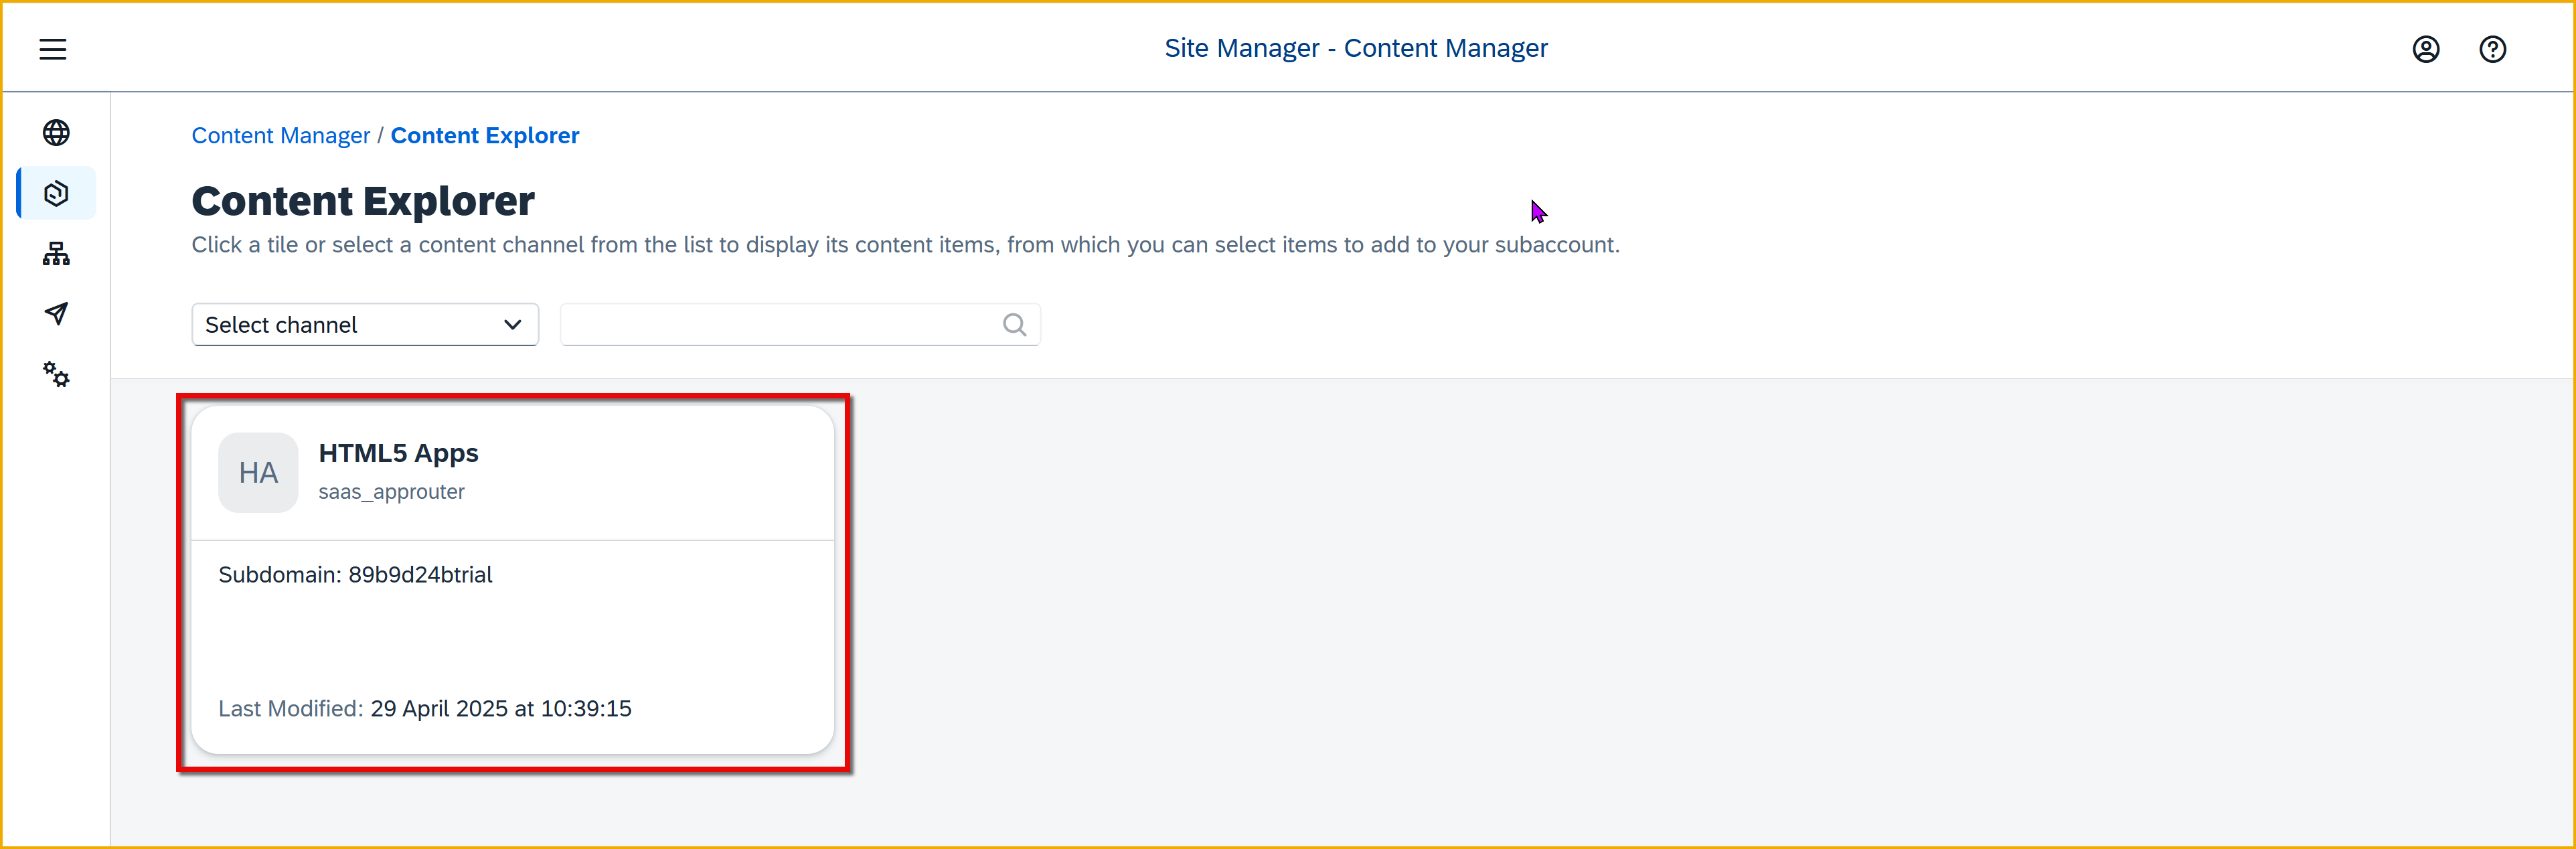 Site Manager - Content Manager
Content Manager / Content Explorer
Content Explorer
Click a tile or select a content channel from the list to display its content items, from which you can select items to add to your subaccount.
Select channel
HA
HTML5 Apps
saas_approuter
Subdomain: 89b9d24btrial
Last Modified: 29 April 2025 at 10:39:15